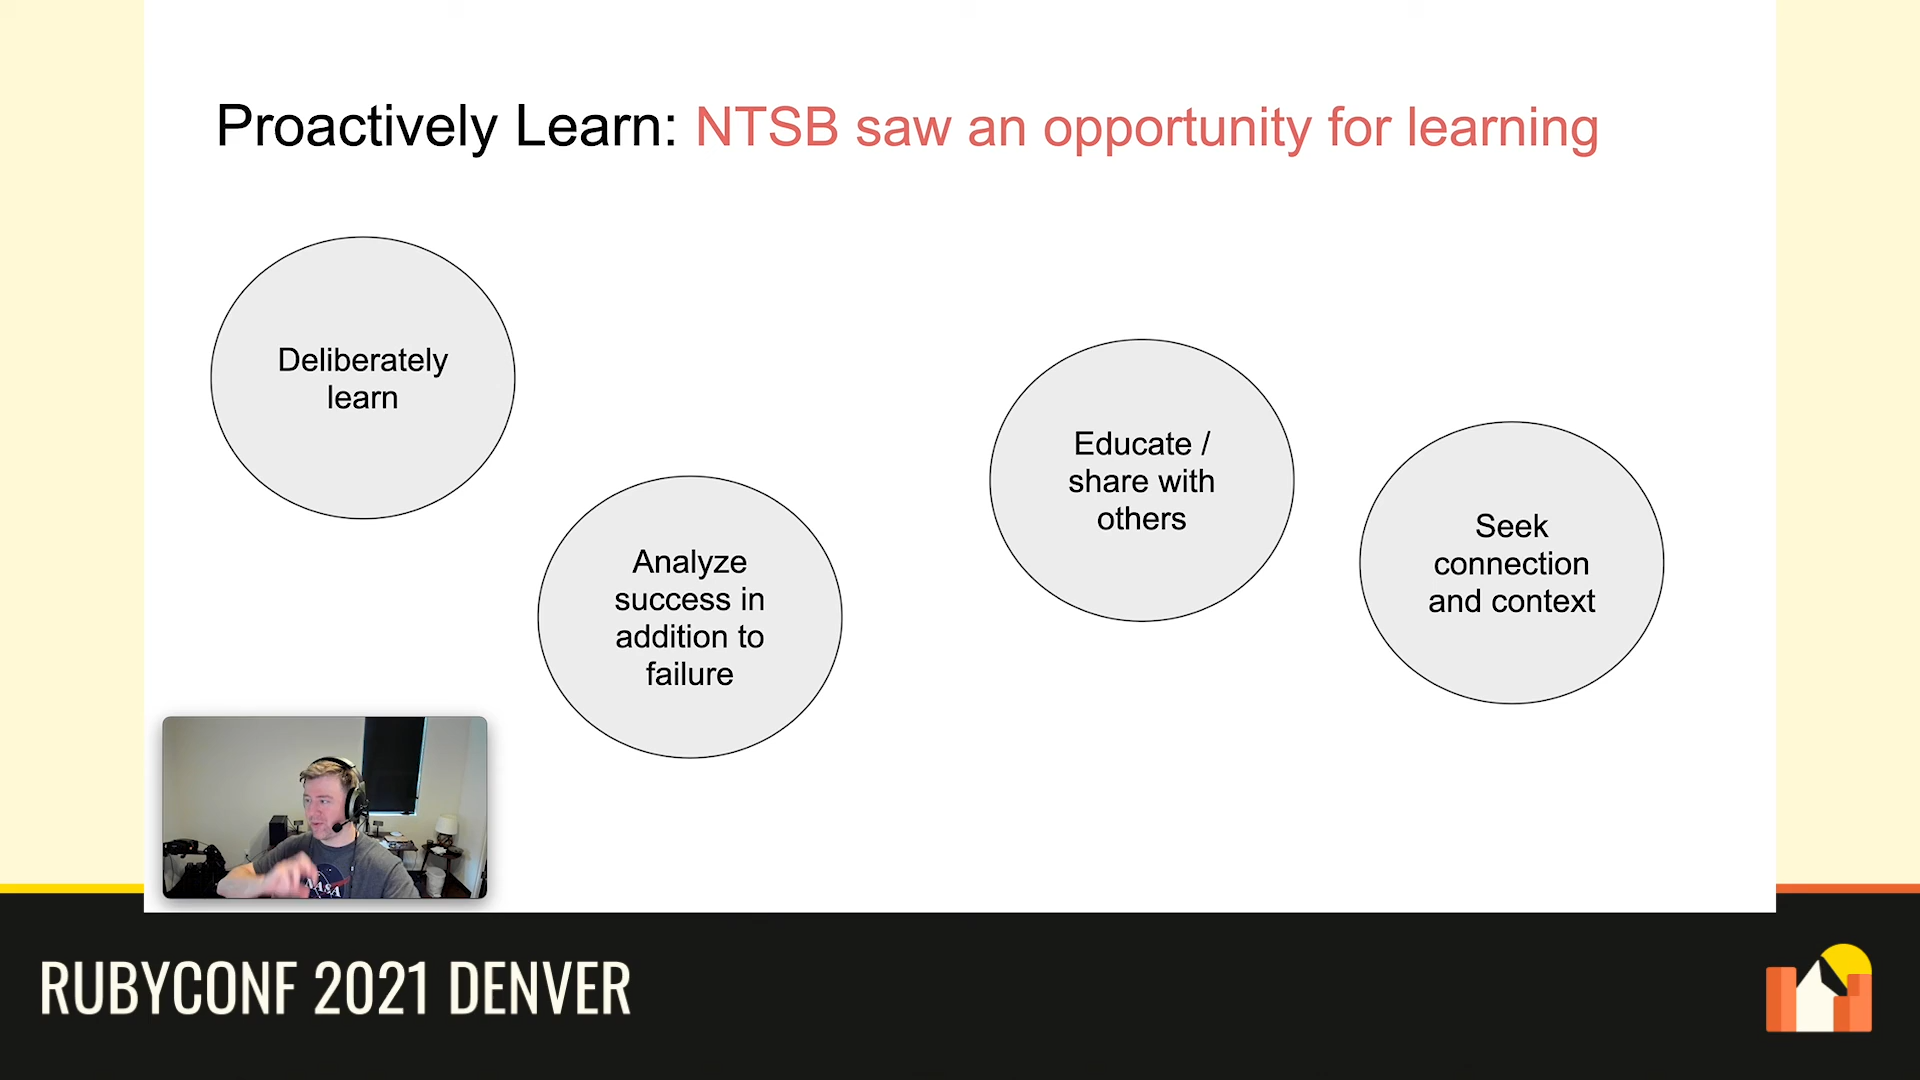 Proactively Learn: NTSB saw an opportunity for learning
Deliberately
learn
Analyze
success in
addition to
failure
Educate /
share with
others
Seek
connection
and context
NASA
RUBYCONF 2021 DENVER